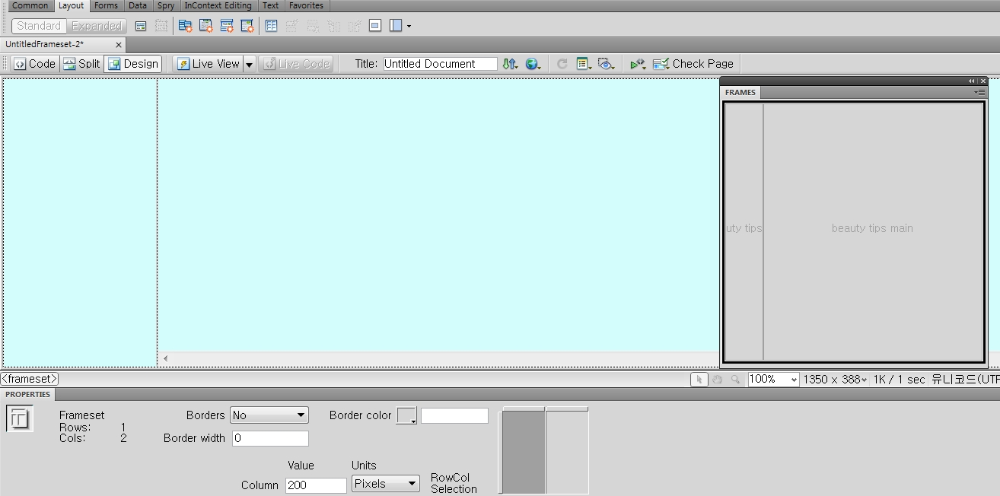 Common Layout Forms Data Spry InContext Editing Text Favorites
Standard Expanded
UntitledFrameset-2*
Code Split Design Live View Live Code Title: Untitled Document Check Page
FRAMES
uty tips beauty tips main
<frameset> 100% 1350 x 388 1K / 1 sec 유니코드(UTF
PROPERTIES
Frameset Borders No Border color
Rows: 1
Cols: 2 Border width 0
Value Units
Column 200 Pixels RowCol
Selection